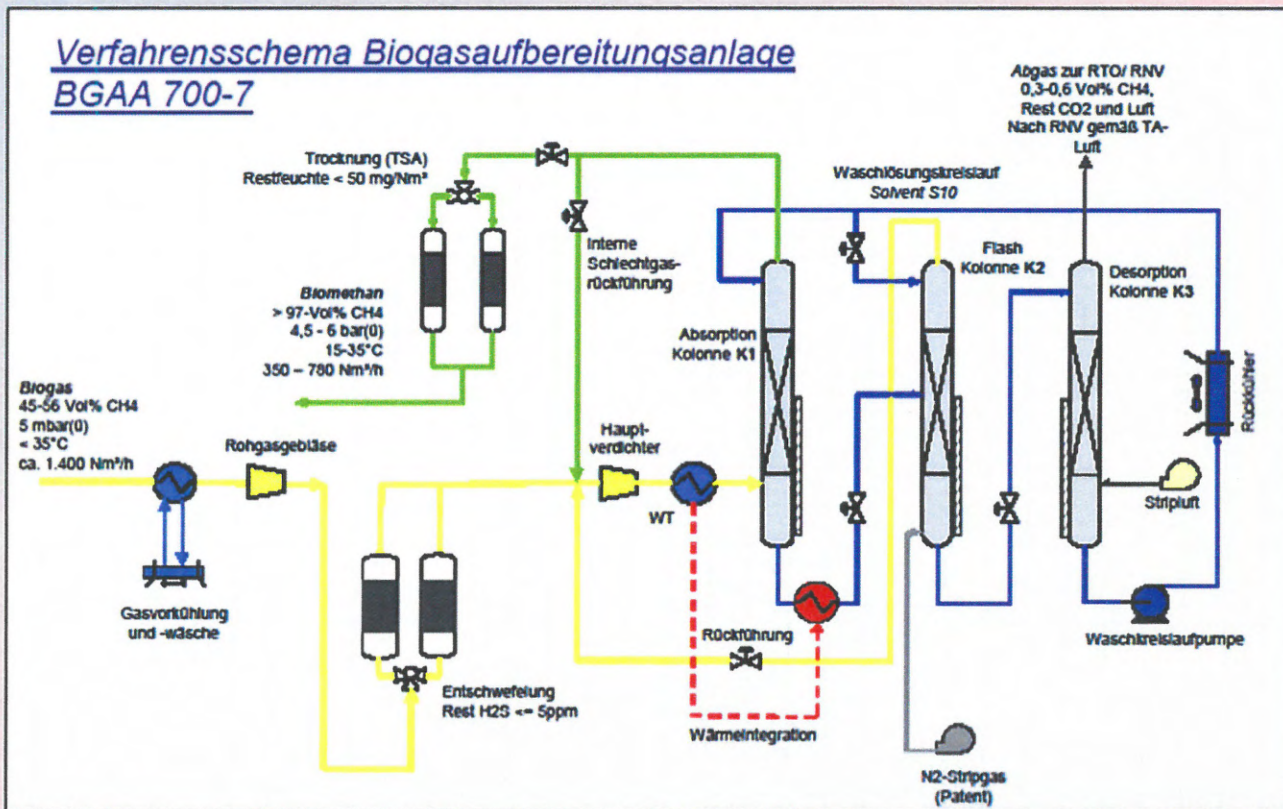 Verfahrensschema Biogasaufbereitungsanlage
BGAA 700-7
Abgas zur RTO/ RNV
0,3-0,6 Vol% CH4,
Rest CO2 und Luft
Nach RNV gemäß TA-
Luft
Trocknung (TSA)
Restfeuchte < 50 mg/Nm³
Waschlösungskreislauf
Solvent S10
Interne
Schlechtgas-
rückführung
Flash
Kolonne K2
Desorption
Kolonne K3
Biomethan
> 97-Vol% CH4
4,5 - 6 bar(ü)
15-35°C
350 – 780 Nm³/h
Absorption
Kolonne K1
Rückkühler
Biogas
45-56 Vol% CH4
5 mbar(ü)
< 35°C
ca. 1.400 Nm³/h
Rohgasgebläse
Haupt-
verdichter
WT
Stripluft
Gasvorkühlung
und -wäsche
Rückführung
Waschkreislaufpumpe
Entschwefelung
Rest H2S <= 5ppm
Wärmeintegration
N2-Stripgas
(Patent)